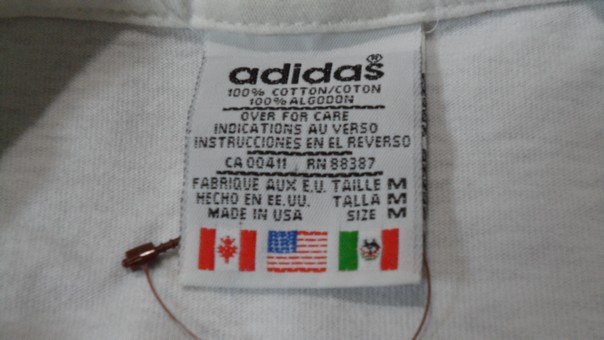 adidas®
100% COTTON/COTON
100% ALGODON
OVER FOR CARE
INDICATIONS AU VERSO
INSTRUCCIONES EN EL REVERSO
CA 00411 RN 88387
FABRIQUE AUX E.U. TAILLE M
HECHO EN EE.UU. TALLA M
MADE IN USA SIZE M